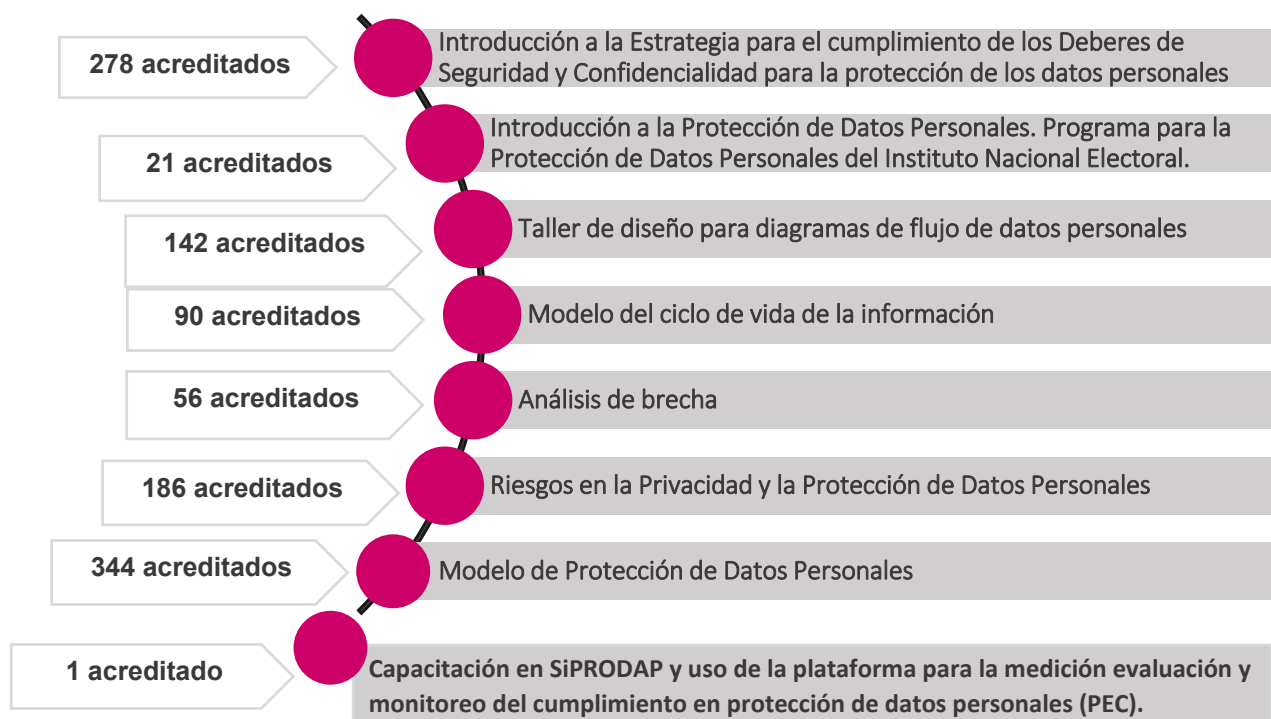 278 acreditados
Introducción a la Estrategia para el cumplimiento de los Deberes de
Seguridad y Confidencialidad para la protección de los datos personales
21 acreditados
Introducción a la Protección de Datos Personales. Programa para la
Protección de Datos Personales del Instituto Nacional Electoral.
142 acreditados
Taller de diseño para diagramas de flujo de datos personales
90 acreditados
Modelo del ciclo de vida de la información
56 acreditados
Análisis de brecha
186 acreditados
Riesgos en la Privacidad y la Protección de Datos Personales
344 acreditados
Modelo de Protección de Datos Personales
1 acreditado
Capacitación en SiPRODAP y uso de la plataforma para la medición evaluación y
monitoreo del cumplimiento en protección de datos personales (PEC).